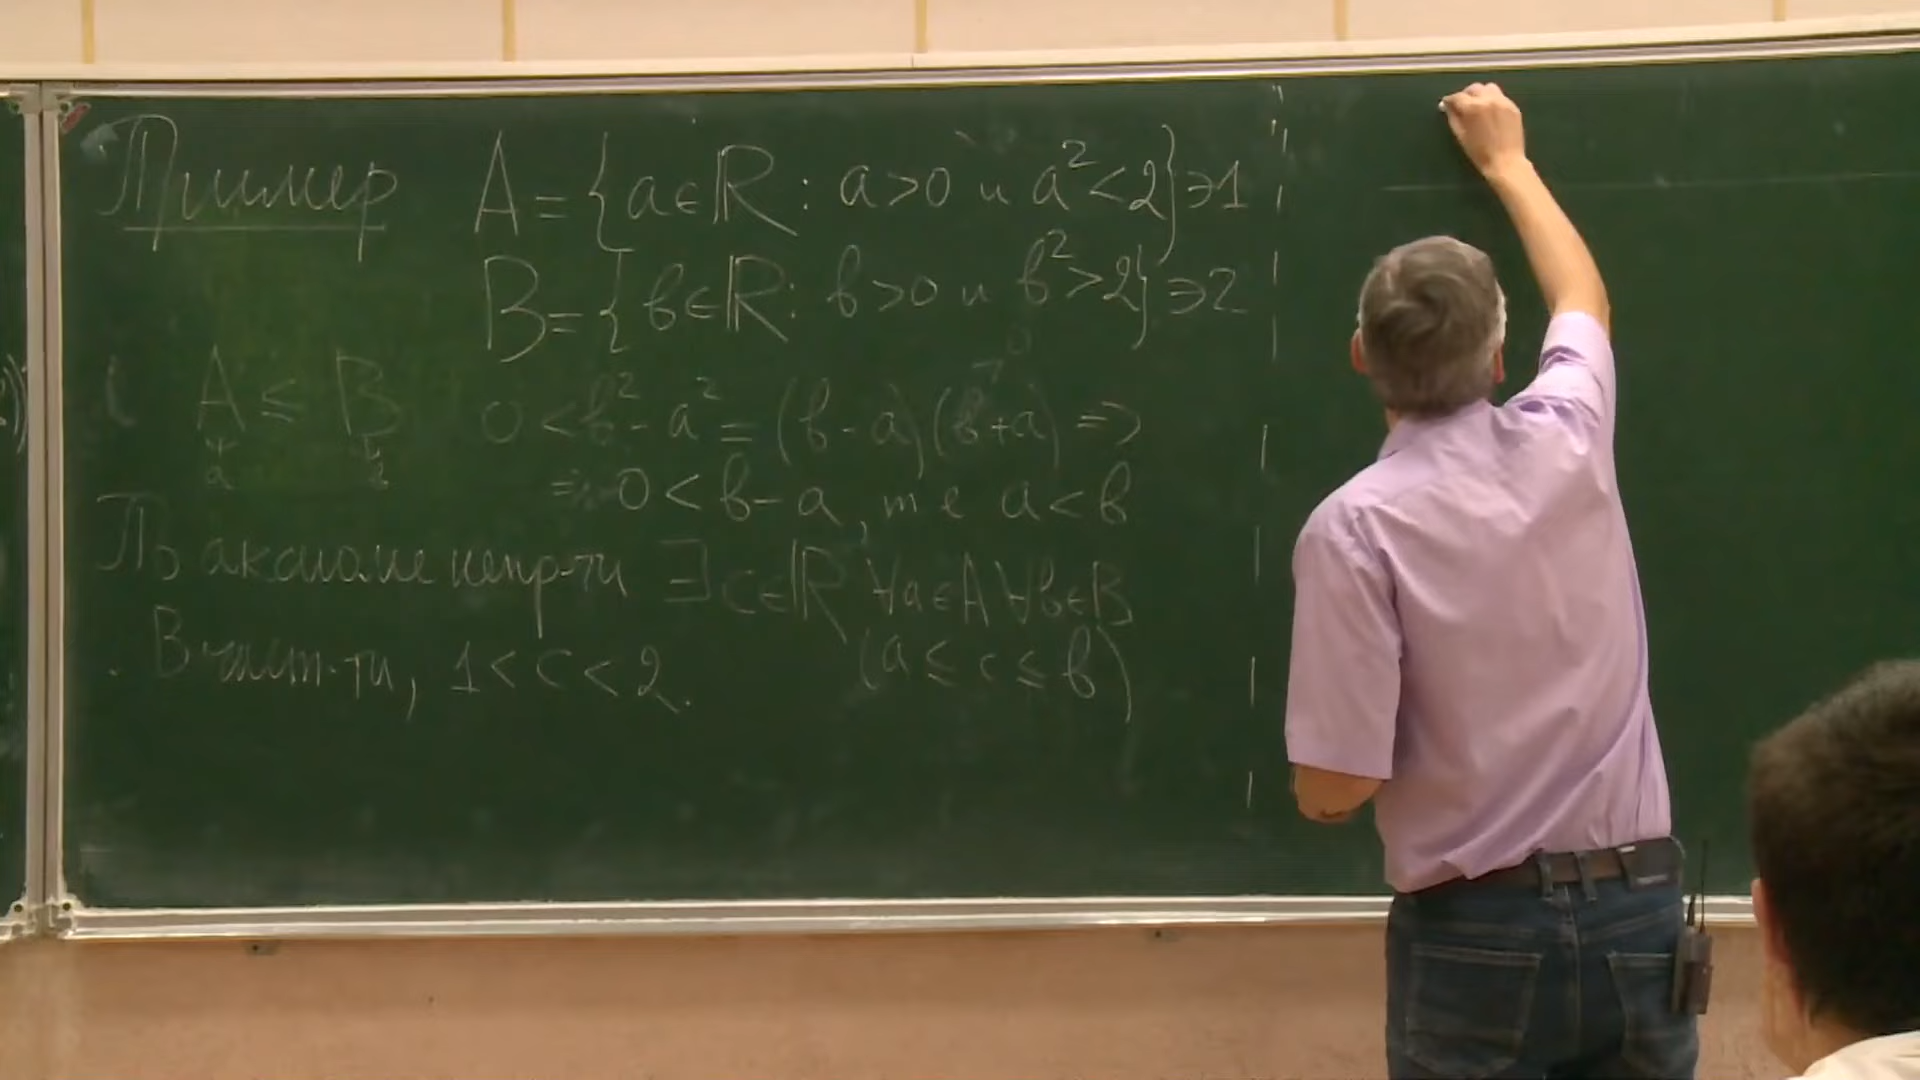 Пример A = {a∈ℝ : a>0 и a²<2} ∋ 1
B = {b∈ℝ : b>0 и b²>2} ∋ 2
A ≤ B 0 < b² - a² = (b-a)(b+a) =>
a b => 0 < b-a, т е a < b
По аксиоме непр-ти ∃ c∈ℝ ∀a∈A ∀b∈B
В част-ти, 1 < c < 2. (a ≤ c ≤ b)